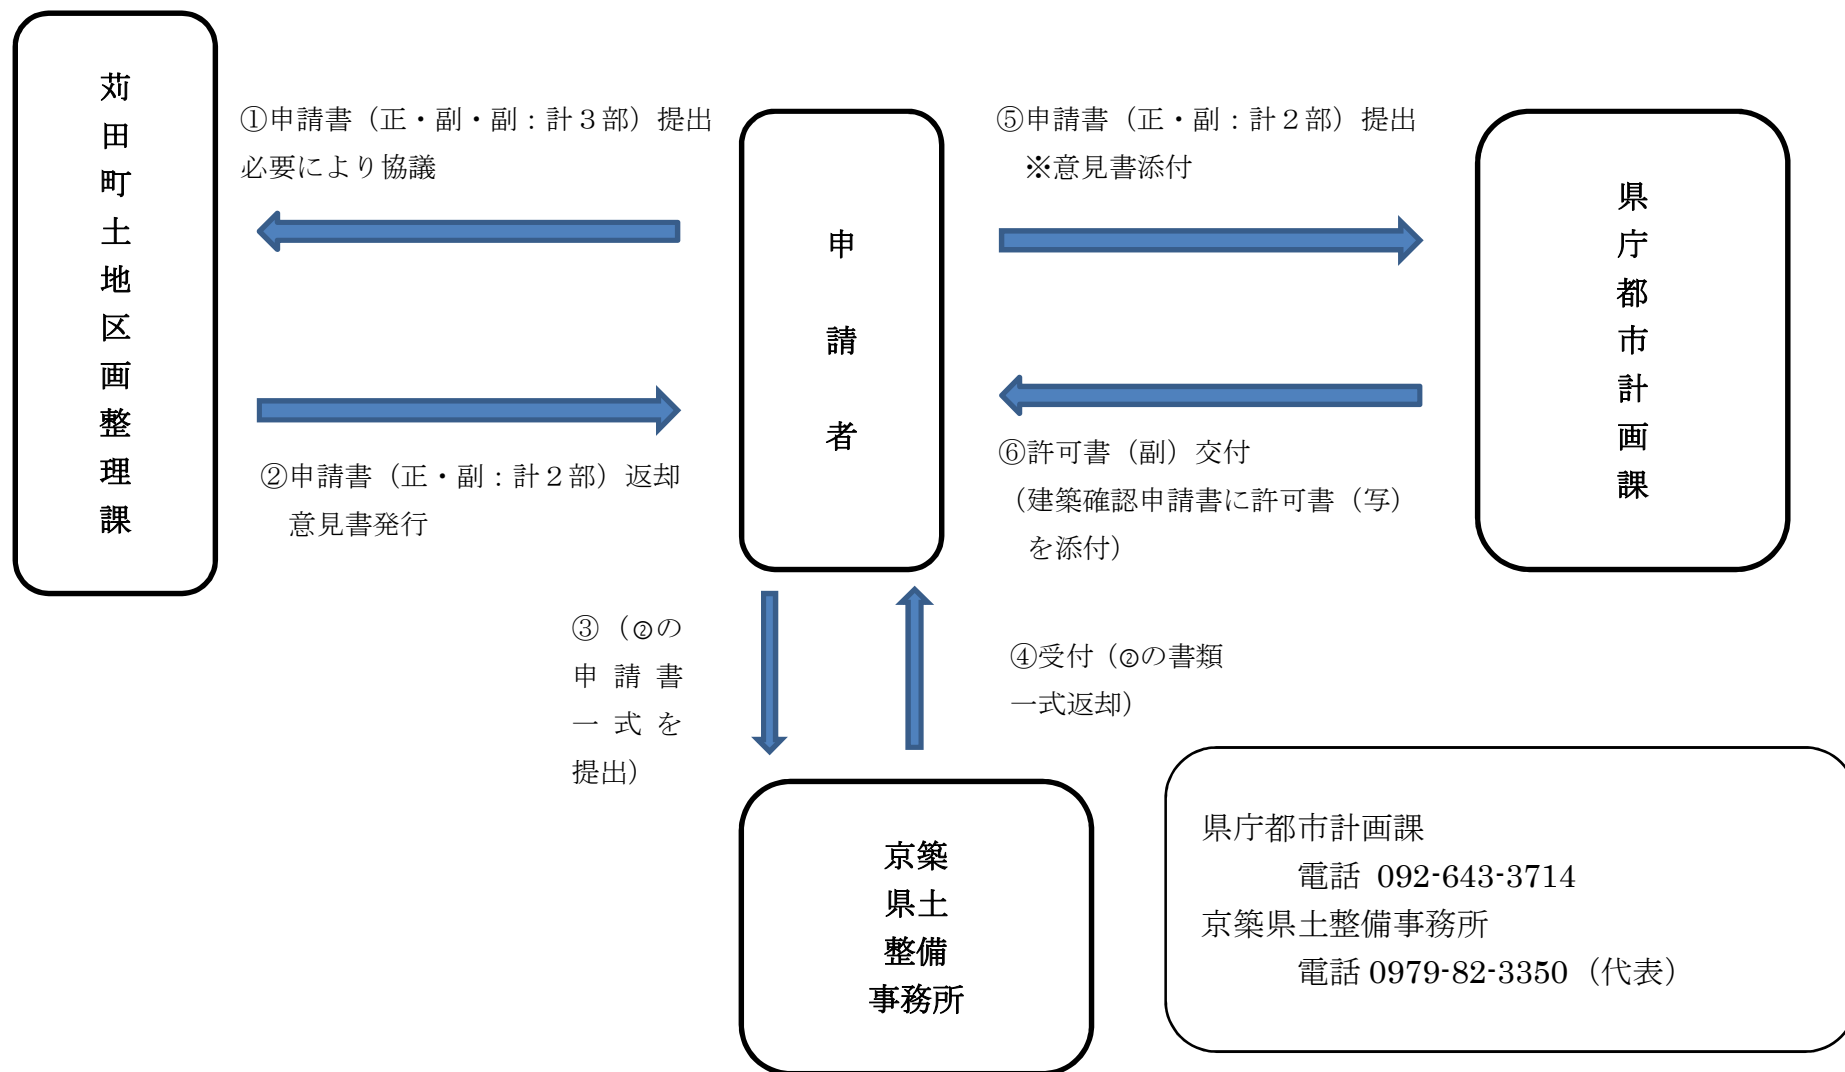 苅田町土地区画整理課
①申請書（正・副・副：計３部）提出
必要により協議
②申請書（正・副：計２部）返却
意見書発行
申請者
⑤申請書（正・副：計２部）提出
※意見書添付
⑥許可書（副）交付
（建築確認申請書に許可書（写）
を添付）
県庁都市計画課
③（②の
申請書
一式を
提出）
④受付（②の書類
一式返却）
京築
県土
整備
事務所
県庁都市計画課
電話 092-643-3714
京築県土整備事務所
電話 0979-82-3350（代表）